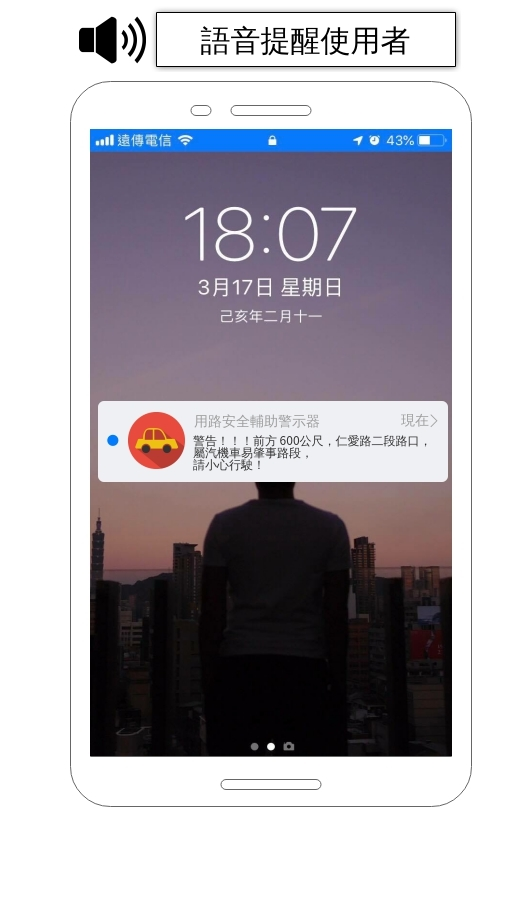 語音提醒使用者
遠傳電信 43%
18:07
3月17日 星期日
己亥年二月十一
用路安全輔助警示器 現在
警告！！！前方 600公尺，仁愛路二段路口，
屬汽機車易肇事路段，
請小心行駛！